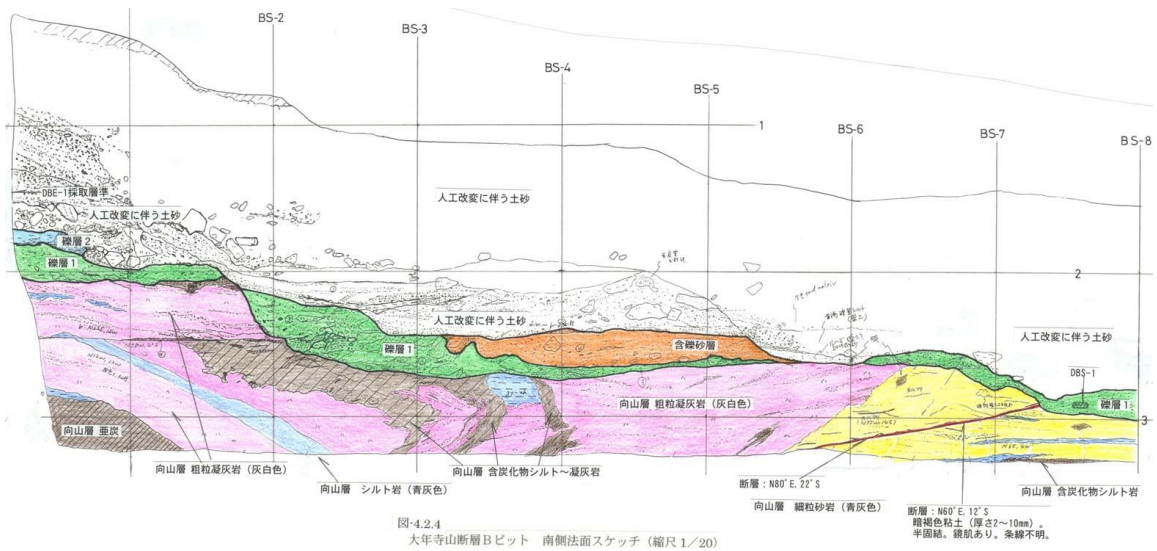 BS-2
BS-3
BS-4
BS-5
BS-6
BS-7
BS-8
1
DBE-1採取層準
人工改変に伴う土砂
人工改変に伴う土砂
礫層2
礫層1
2
人工改変に伴う土砂
人工改変に伴う土砂
礫層1
含礫砂層
DBS-1
礫層1
向山層 粗粒凝灰岩（灰白色）
3
向山層 亜炭
向山層 粗粒凝灰岩（灰白色）
向山層 含炭化物シルト～凝灰岩
向山層 シルト岩（青灰色）
断層：N80°E, 22°S
向山層 細粒砂岩（青灰色）
向山層 含炭化物シルト岩
断層：N60°E, 12°S
暗褐色粘土（厚さ2～10mm）。
半固結。鏡肌あり。条線不明。
図-4.2.4
大年寺山断層Bピット 南側法面スケッチ（縮尺 1/20）